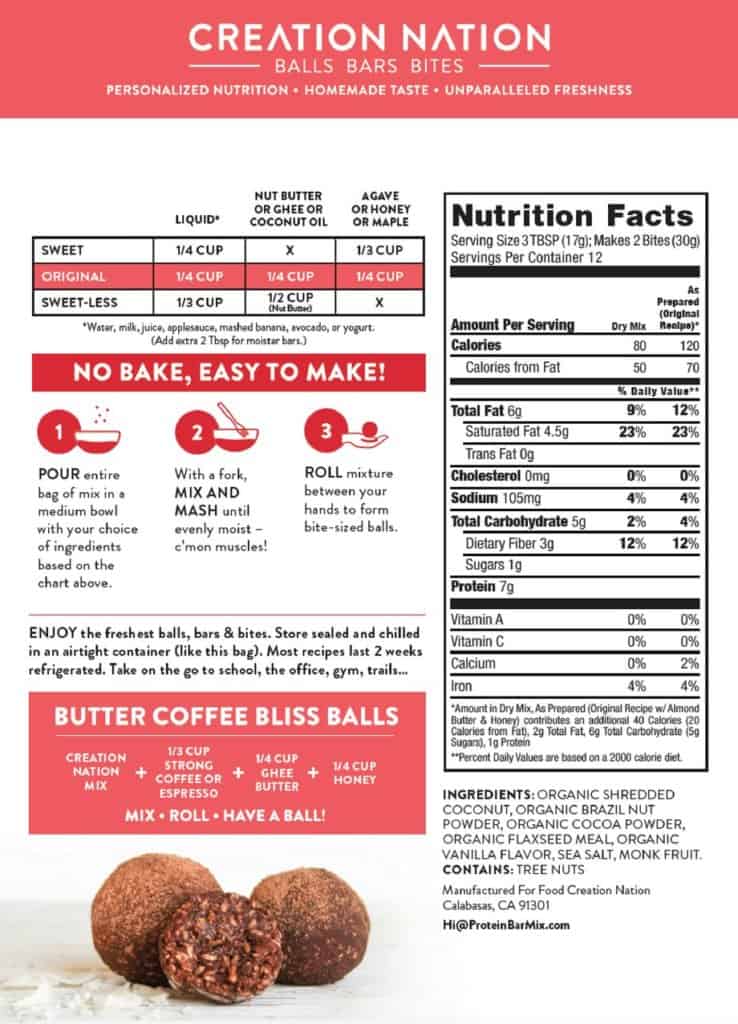 CREATION NATION
BALLS BARS BITES
PERSONALIZED NUTRITION • HOMEMADE TASTE • UNPARALLELED FRESHNESS
LIQUID* NUT BUTTER OR GHEE OR COCONUT OIL AGAVE OR HONEY OR MAPLE
SWEET 1/4 CUP X 1/3 CUP
ORIGINAL 1/4 CUP 1/4 CUP 1/4 CUP
SWEET-LESS 1/3 CUP 1/2 CUP (Nut Butter) X
*Water, milk, juice, applesauce, mashed banana, avocado, or yogurt.
(Add extra 2 Tbsp for moister bars.)
NO BAKE, EASY TO MAKE!
1
POUR entire
bag of mix in a
medium bowl
with your choice
of ingredients
based on the
chart above.
2
With a fork,
MIX AND
MASH until
evenly moist –
c'mon muscles!
3
ROLL mixture
between your
hands to form
bite-sized balls.
ENJOY the freshest balls, bars & bites. Store sealed and chilled
in an airtight container (like this bag). Most recipes last 2 weeks
refrigerated. Take on the go to school, the office, gym, trails...
BUTTER COFFEE BLISS BALLS
CREATION NATION MIX + 1/3 CUP STRONG COFFEE OR ESPRESSO + 1/4 CUP GHEE BUTTER + 1/4 CUP HONEY
MIX • ROLL • HAVE A BALL!
Nutrition Facts
Serving Size 3 TBSP (17g); Makes 2 Bites (30g)
Servings Per Container 12
Amount Per Serving Dry Mix As Prepared (Original Recipe)*
Calories 80 120
Calories from Fat 50 70
% Daily Value**
Total Fat 6g 9% 12%
Saturated Fat 4.5g 23% 23%
Trans Fat 0g
Cholesterol 0mg 0% 0%
Sodium 105mg 4% 4%
Total Carbohydrate 5g 2% 4%
Dietary Fiber 3g 12% 12%
Sugars 1g
Protein 7g
Vitamin A 0% 0%
Vitamin C 0% 0%
Calcium 0% 2%
Iron 4% 4%
*Amount in Dry Mix, As Prepared (Original Recipe w/ Almond
Butter & Honey) contributes an additional 40 Calories (20
Calories from Fat), 2g Total Fat, 6g Total Carbohydrate (5g
Sugars), 1g Protein
**Percent Daily Values are based on a 2000 calorie diet.
INGREDIENTS: ORGANIC SHREDDED
COCONUT, ORGANIC BRAZIL NUT
POWDER, ORGANIC COCOA POWDER,
ORGANIC FLAXSEED MEAL, ORGANIC
VANILLA FLAVOR, SEA SALT, MONK FRUIT.
CONTAINS: TREE NUTS
Manufactured For Food Creation Nation
Calabasas, CA 91301
Hi@ProteinBarMix.com